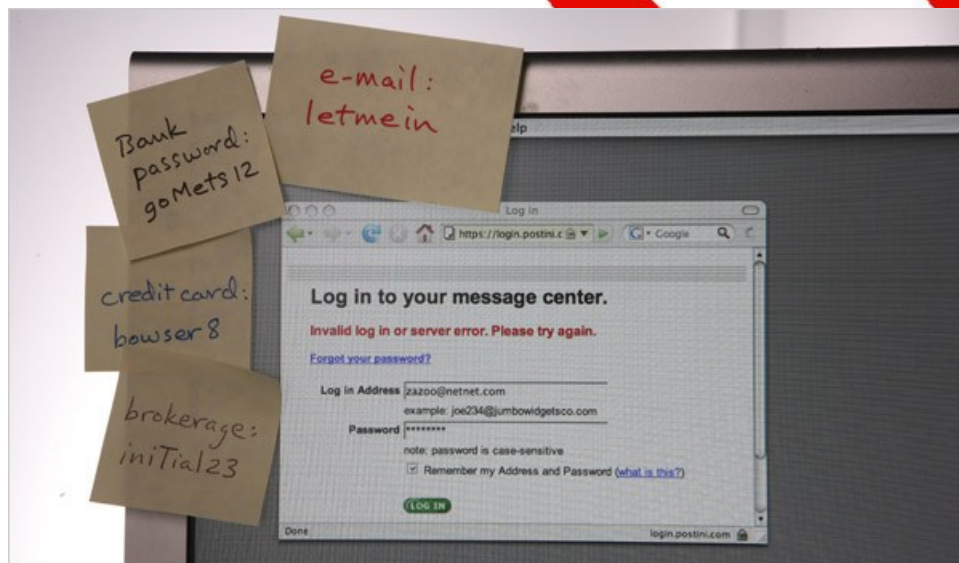 e-mail:
letmein
Bank
password:
goMets12
credit card:
bowser8
brokerage:
iniTial23
elp
Log in
https://login.postini.c
Google
Log in to your message center.
Invalid log in or server error. Please try again.
Forgot your password?
Log in Address zazoo@netnet.com
example: joe234@jumbowidgetsco.com
Password ********
note: password is case-sensitive
Remember my Address and Password (what is this?)
LOG IN
Done login.postini.com